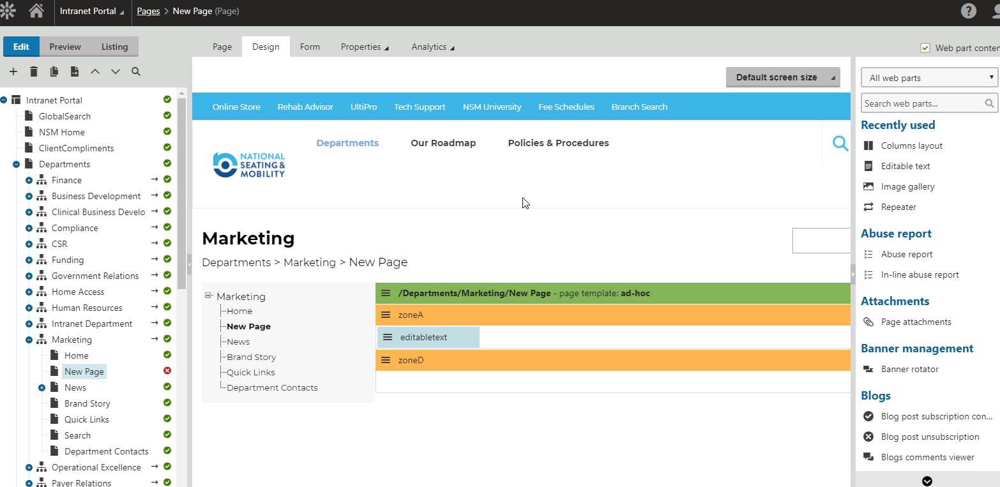 Intranet Portal
Pages > New Page (Page)
?
Edit Preview Listing
Page Design Form Properties Analytics
Web part conten
Intranet Portal
GlobalSearch
NSM Home
ClientCompliments
Departments
Finance
Business Development
Clinical Business Develo
Compliance
CSR
Funding
Government Relations
Home Access
Human Resources
Intranet Department
Marketing
Home
New Page
News
Brand Story
Quick Links
Search
Department Contacts
Operational Excellence
Payer Relations
Default screen size
Online Store Rehab Advisor UltiPro Tech Support NSM University Fee Schedules Branch Search
NATIONAL
SEATING &
MOBILITY
Departments Our Roadmap Policies & Procedures
Marketing
Departments > Marketing > New Page
Marketing
Home
New Page
News
Brand Story
Quick Links
Department Contacts
/Departments/Marketing/New Page - page template: ad-hoc
zoneA
editabletext
zoneD
All web parts
Search web parts...
Recently used
Columns layout
Editable text
Image gallery
Repeater
Abuse report
Abuse report
In-line abuse report
Attachments
Page attachments
Banner management
Banner rotator
Blogs
Blog post subscription con...
Blog post unsubscription
Blogs comments viewer